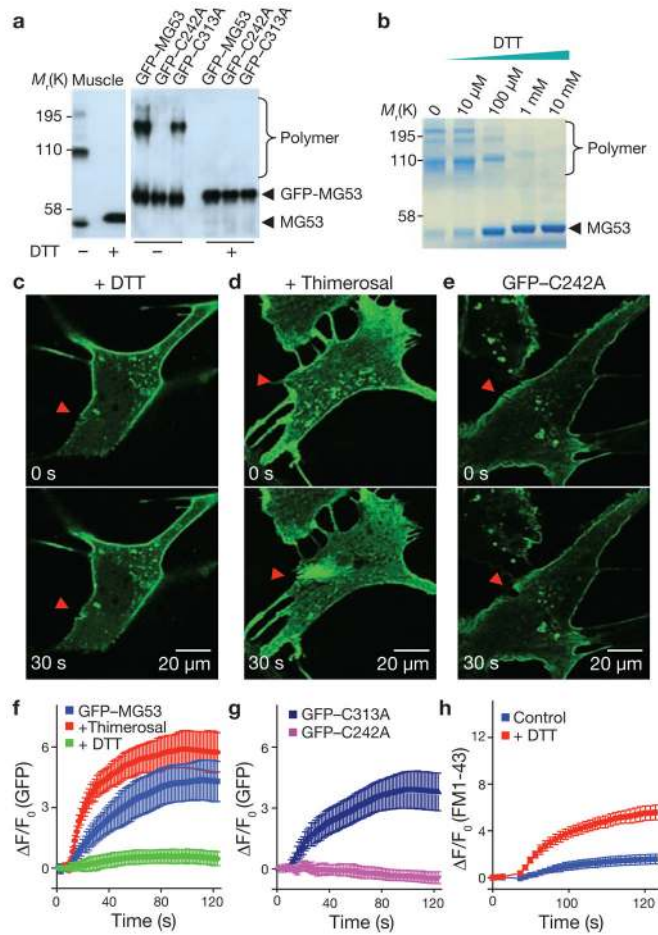 a
GFP–MG53
GFP–C242A
GFP–C313A
GFP–MG53
GFP–C242A
GFP–C313A
Mr(K) Muscle
195
110
58
Polymer
GFP-MG53
MG53
DTT – + – +
b
DTT
Mr(K) 0 10 µM 100 µM 1 mM 10 mM
195
110
58
Polymer
MG53
c + DTT
0 s
30 s
20 µm
d + Thimerosal
0 s
30 s
20 µm
e GFP–C242A
0 s
30 s
20 µm
f
GFP–MG53
+Thimerosal
+ DTT
ΔF/F0 (GFP)
6
3
0
0 40 80 120
Time (s)
g
GFP–C313A
GFP–C242A
ΔF/F0 (GFP)
6
3
0
0 40 80 120
Time (s)
h
Control
+ DTT
ΔF/F0 (FM1-43)
8
4
0
0 100 120
Time (s)